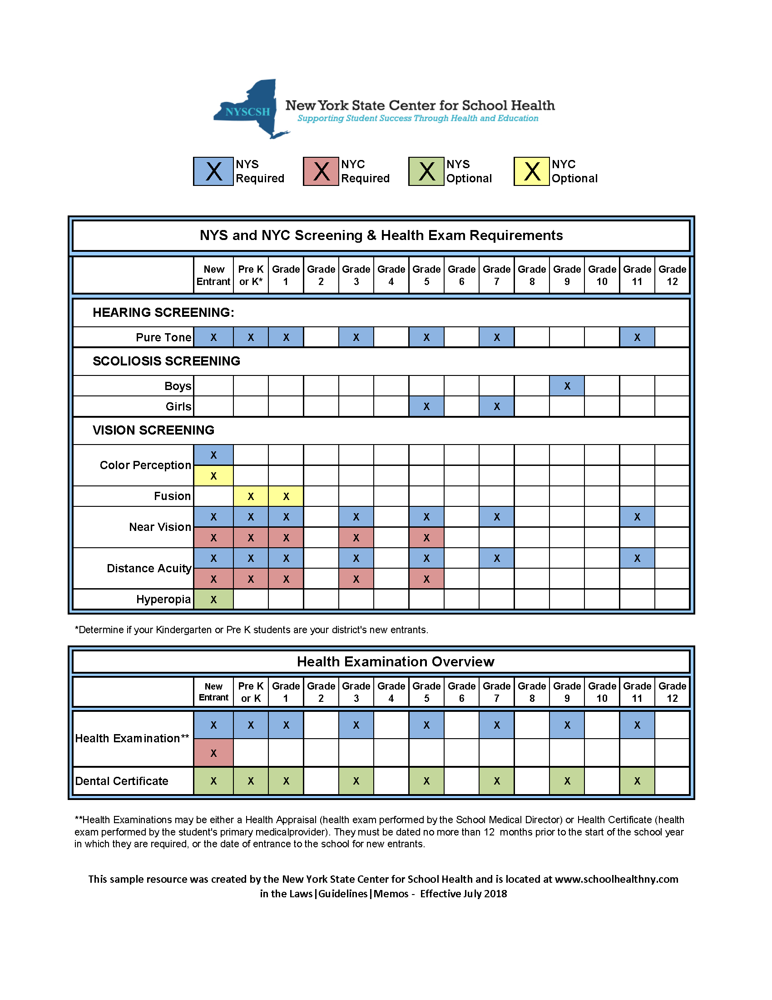 NYSCSH
New York State Center for School Health
Supporting Student Success Through Health and Education
X NYS Required X NYC Required X NYS Optional X NYC Optional
NYS and NYC Screening & Health Exam Requirements
New Entrant Pre K or K* Grade 1 Grade 2 Grade 3 Grade 4 Grade 5 Grade 6 Grade 7 Grade 8 Grade 9 Grade 10 Grade 11 Grade 12
HEARING SCREENING:
Pure Tone X X X X X X X
SCOLIOSIS SCREENING
Boys X
Girls X X
VISION SCREENING
Color Perception X
X
Fusion X X
Near Vision X X X X X X X
X X X X X
Distance Acuity X X X X X X X
X X X X X
Hyperopia X
*Determine if your Kindergarten or Pre K students are your district's new entrants.
Health Examination Overview
New Entrant Pre K or K Grade 1 Grade 2 Grade 3 Grade 4 Grade 5 Grade 6 Grade 7 Grade 8 Grade 9 Grade 10 Grade 11 Grade 12
Health Examination** X X X X X X X X
X
Dental Certificate X X X X X X X X
**Health Examinations may be either a Health Appraisal (health exam performed by the School Medical Director) or Health Certificate (health
exam performed by the student's primary medicalprovider). They must be dated no more than 12 months prior to the start of the school year
in which they are required, or the date of entrance to the school for new entrants.
This sample resource was created by the New York State Center for School Health and is located at www.schoolhealthny.com
in the Laws|Guidelines|Memos - Effective July 2018